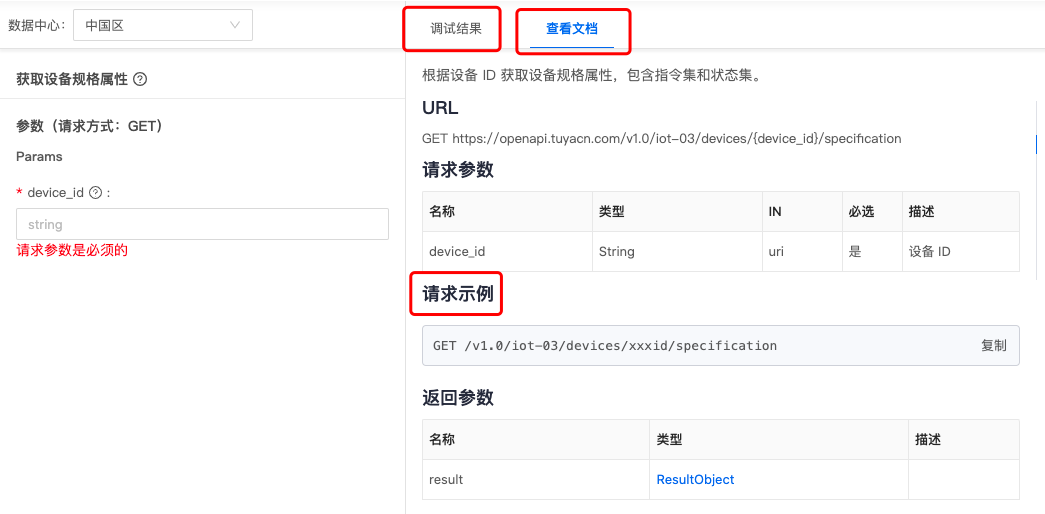 数据中心: 中国区
调试结果 查看文档
获取设备规格属性 ?
参数（请求方式：GET）
Params
* device_id ? :
string
请求参数是必须的
根据设备 ID 获取设备规格属性，包含指令集和状态集。
URL
GET https://openapi.tuyacn.com/v1.0/iot-03/devices/{device_id}/specification
请求参数
名称 类型 IN 必选 描述
device_id String uri 是 设备 ID
请求示例
GET /v1.0/iot-03/devices/xxxid/specification 复制
返回参数
名称 类型 描述
result ResultObject